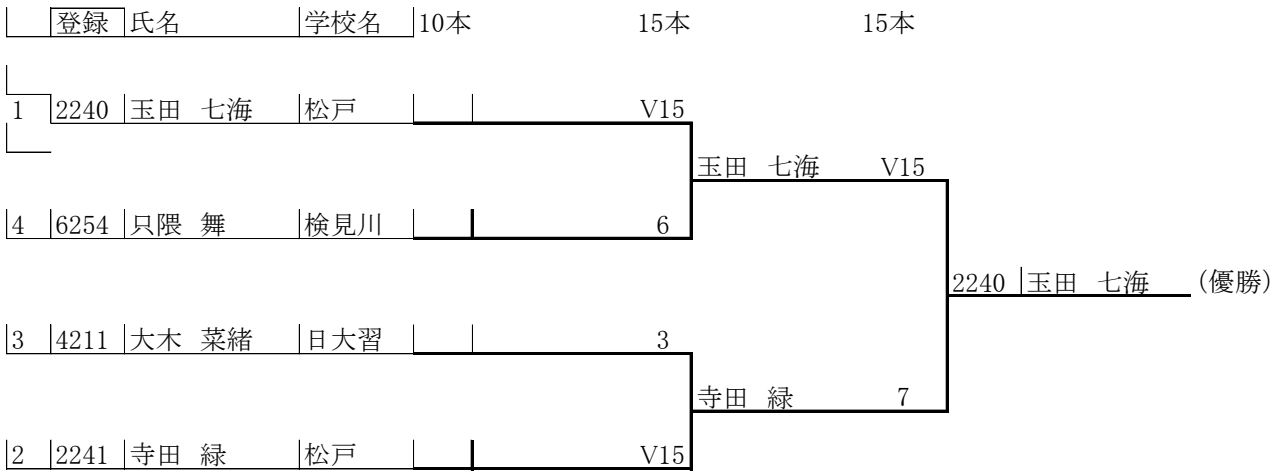 登録 氏名 学校名 10本 15本 15本
1 2240 玉田 七海 松戸 V15
玉田 七海 V15
4 6254 只隈 舞 検見川 6
2240 玉田 七海 (優勝)
3 4211 大木 菜緒 日大習 3
寺田 緑 7
2 2241 寺田 緑 松戸 V15